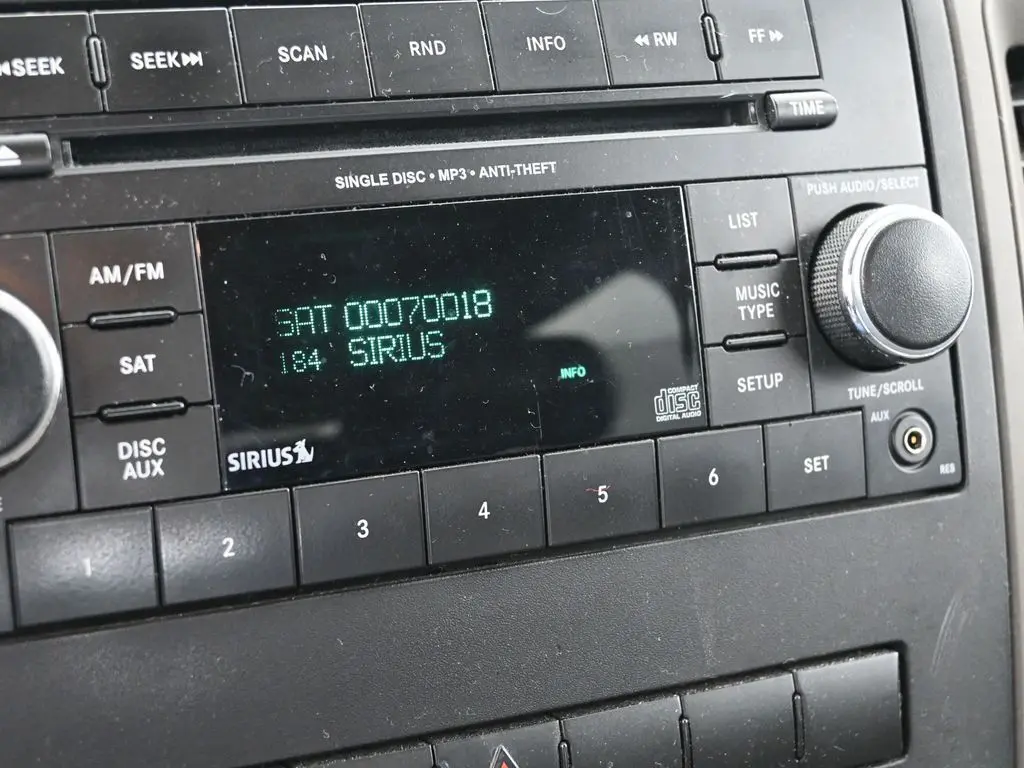 SEEK
SEEK
SCAN
RND
INFO
RW
FF
TIME
SINGLE DISC • MP3 • ANTI-THEFT
PUSH AUDIO/SELECT
AM/FM
LIST
SAT 00070018
184 SIRIUS
MUSIC
TYPE
SAT
INFO
SETUP
TUNE/SCROLL
COMPACT
disc
DIGITAL AUDIO
AUX
DISC
AUX
SIRIUS
RES
SET
6
5
4
3
2
1